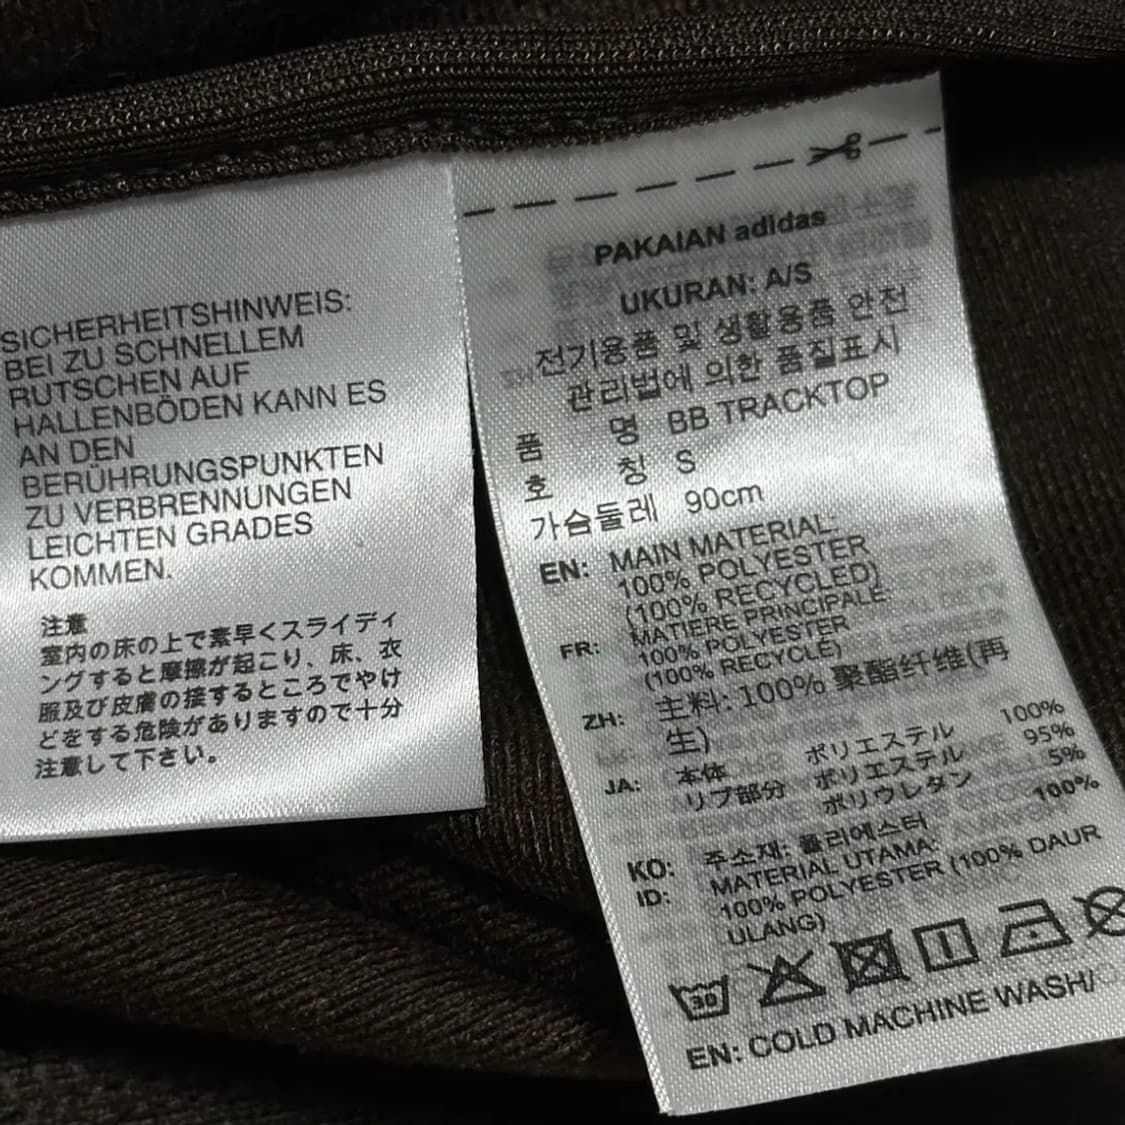 SICHERHEITSHINWEIS:
BEI ZU SCHNELLEM
RUTSCHEN AUF
HALLENBÖDEN KANN ES
AN DEN
BERÜHRUNGSPUNKTEN
ZU VERBRENNUNGEN
LEICHTEN GRADES
KOMMEN.
注意
室内の床の上で素早くスライディ
ングすると摩擦が起こり、床、衣
服及び皮膚の接するところでやけ
どをする危険がありますので十分
注意して下さい。
PAKAIAN adidas
UKURAN: A/S
전기용품 및 생활용품 안전
관리법에 의한 품질표시
품 명 BB TRACKTOP
호 칭 S
가슴둘레 90cm
EN: MAIN MATERIAL:
100% POLYESTER
(100% RECYCLED)
FR: MATIERE PRINCIPALE:
100% POLYESTER
(100% RECYCLE)
ZH: 主料: 100% 聚酯纤维(再
生)
JA: 本体 ポリエステル 100%
リブ部分 ポリエステル 95%
ポリウレタン 5%
KO: 주소재: 폴리에스터 100%
ID: MATERIAL UTAMA:
100% POLYESTER (100% DAUR
ULANG)
30
EN: COLD MACHINE WASH/